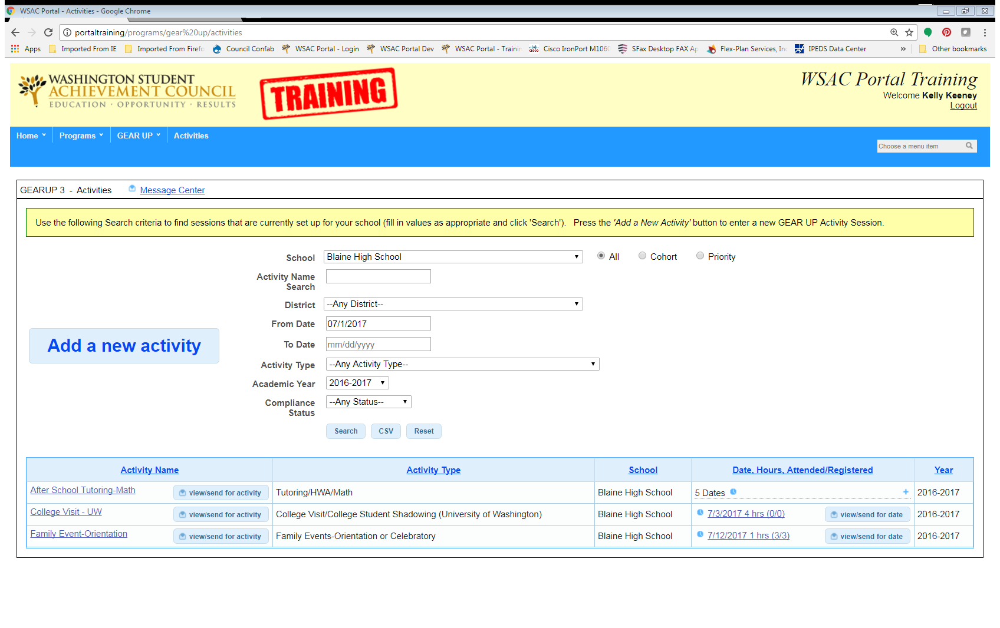 WSAC Portal - Activities - Google Chrome
portaltraining/programs/gear%20up/activities
Apps Imported From IE Imported From Firefo Council Confab WSAC Portal - Login WSAC Portal Dev WSAC Portal - Trainin Cisco IronPort M106 SFax Desktop FAX Ap Flex-Plan Services, Inc IPEDS Data Center » Other bookmarks
WASHINGTON STUDENT
ACHIEVEMENT COUNCIL
EDUCATION · OPPORTUNITY · RESULTS
TRAINING
WSAC Portal Training
Welcome Kelly Keeney
Logout
Home Programs GEAR UP Activities
Choose a menu item
GEARUP 3 - Activities Message Center
Use the following Search criteria to find sessions that are currently set up for your school (fill in values as appropriate and click 'Search'). Press the 'Add a New Activity' button to enter a new GEAR UP Activity Session.
School Blaine High School All Cohort Priority
Activity Name
Search
District --Any District--
From Date 07/1/2017
Add a new activity
To Date mm/dd/yyyy
Activity Type --Any Activity Type--
Academic Year 2016-2017
Compliance --Any Status--
Status
Search CSV Reset
Activity Name Activity Type School Date, Hours, Attended/Registered Year
After School Tutoring-Math view/send for activity Tutoring/HWA/Math Blaine High School 5 Dates + 2016-2017
College Visit - UW view/send for activity College Visit/College Student Shadowing (University of Washington) Blaine High School 7/3/2017 4 hrs (0/0) view/send for date 2016-2017
Family Event-Orientation view/send for activity Family Events-Orientation or Celebratory Blaine High School 7/12/2017 1 hrs (3/3) view/send for date 2016-2017